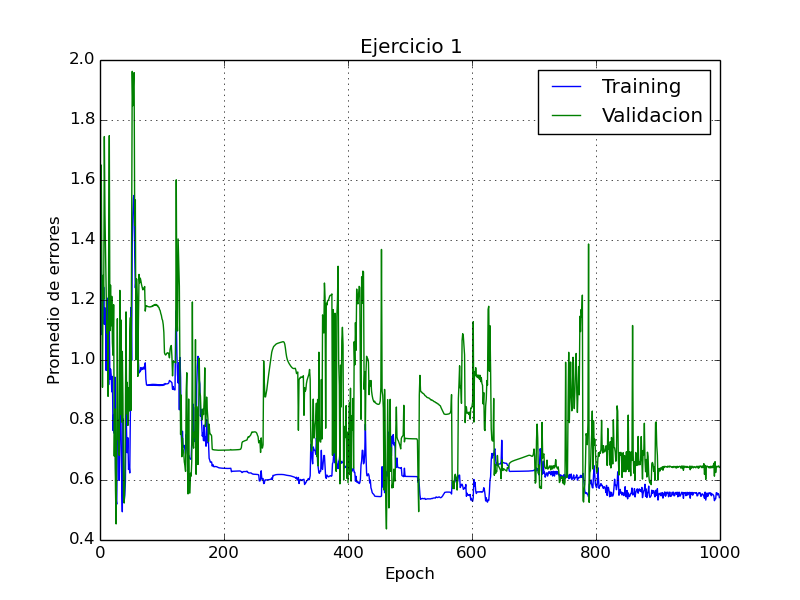 Ejercicio 1
Training
Validacion
2.0
1.8
1.6
1.4
1.2
1.0
0.8
0.6
0.4
Promedio de errores
0 200 400 600 800 1000
Epoch